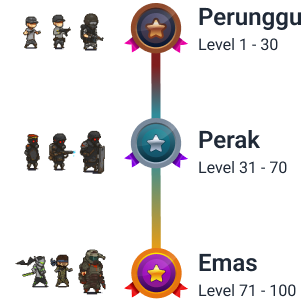 Perunggu
Level 1 - 30
Perak
Level 31 - 70
Emas
Level 71 - 100